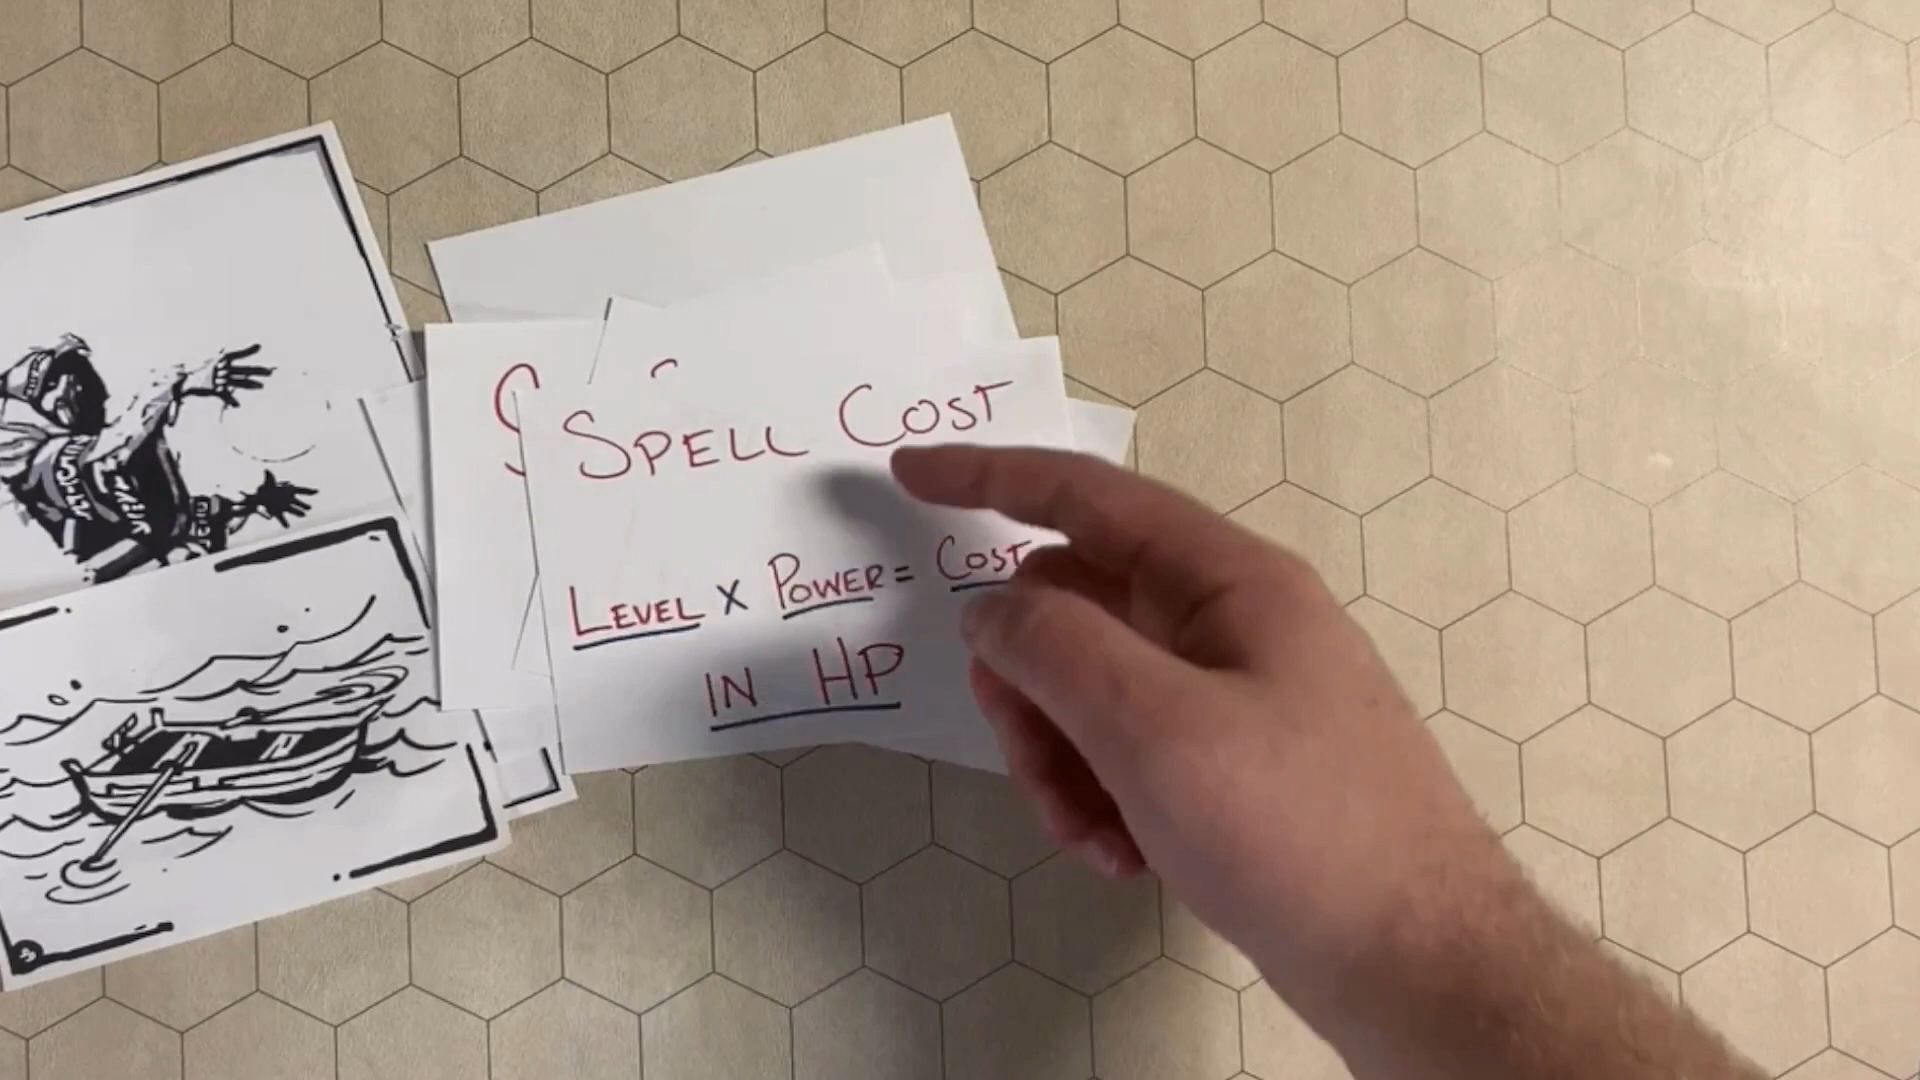 SPELL COST
LEVEL X POWER = COST
IN HP